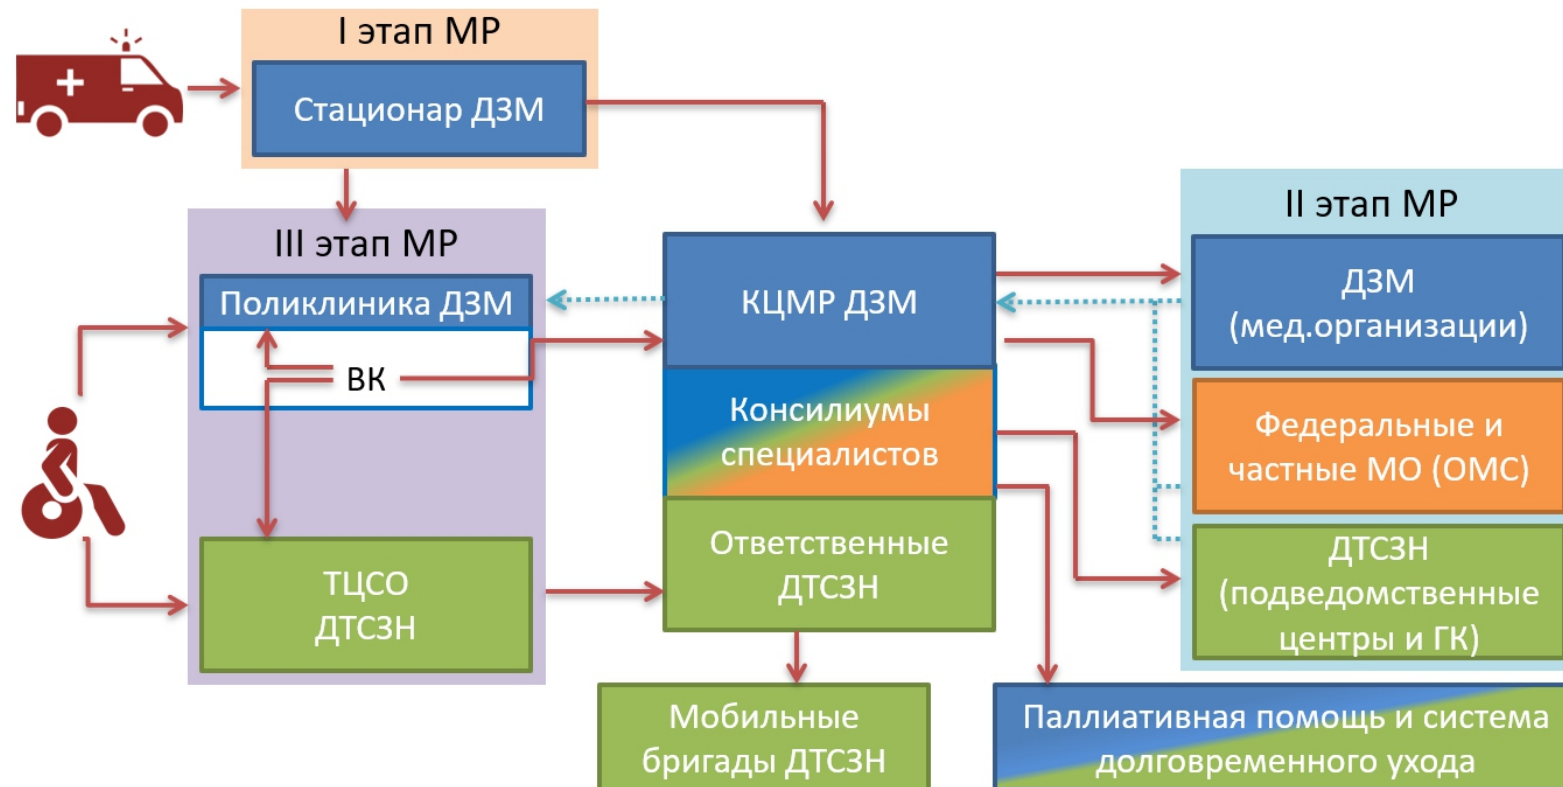 I этап МР
Стационар ДЗМ
III этап МР
Поликлиника ДЗМ
ВК
ТЦСО
ДТСЗН
КЦМР ДЗМ
Консилиумы
специалистов
Ответственные
ДТСЗН
Мобильные
бригады ДТСЗН
II этап МР
ДЗМ
(мед.организации)
Федеральные и
частные МО (ОМС)
ДТСЗН
(подведомственные
центры и ГК)
Паллиативная помощь и система
долговременного ухода